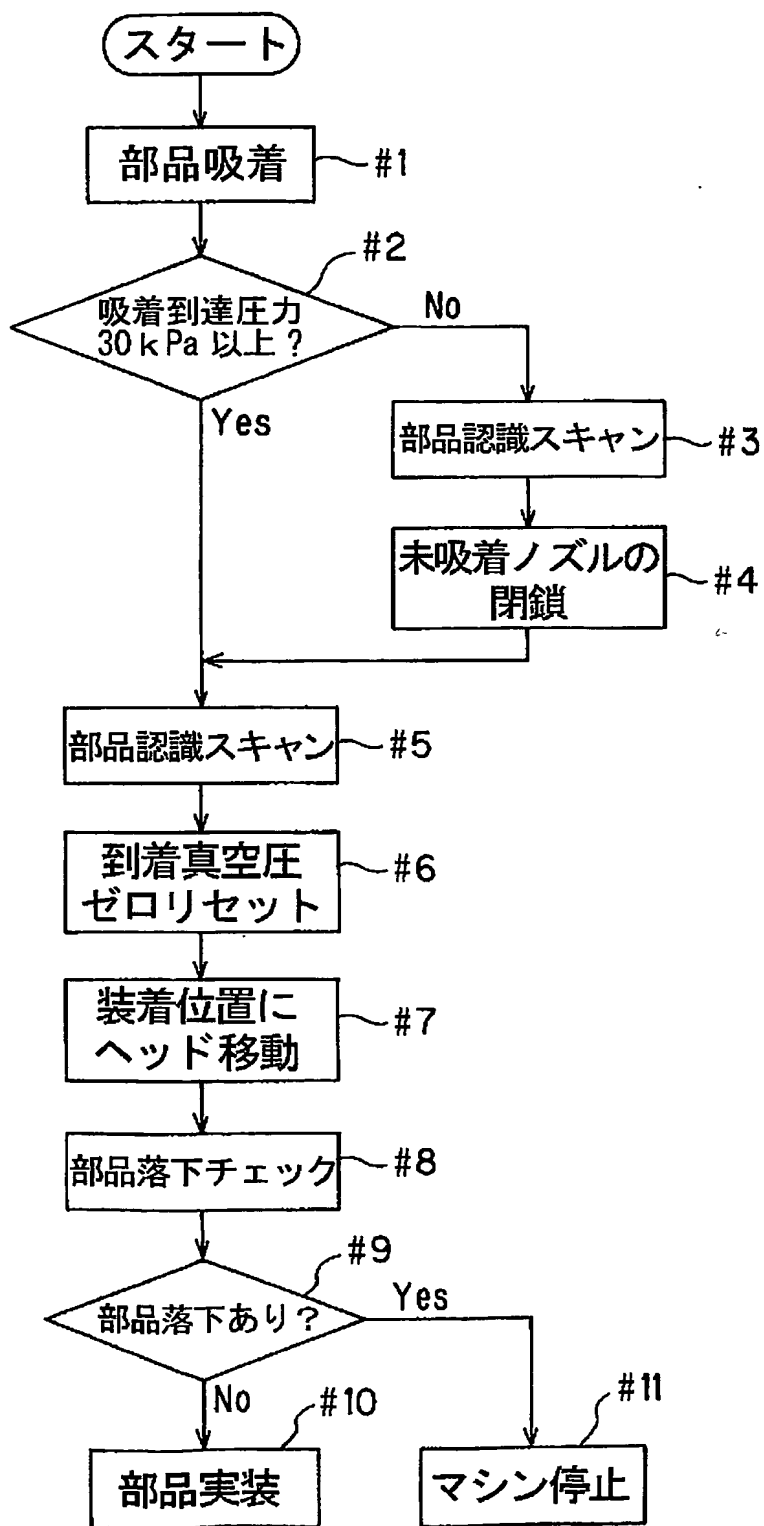 スタート
部品吸着
#1
#2
吸着到達圧力
30kPa 以上?
No
Yes
部品認識スキャン
#3
未吸着ノズルの
閉鎖
#4
部品認識スキャン
#5
到着真空圧
ゼロリセット
#6
装着位置に
ヘッド移動
#7
部品落下チェック
#8
#9
部品落下あり?
Yes
No
#10
#11
部品実装
マシン停止